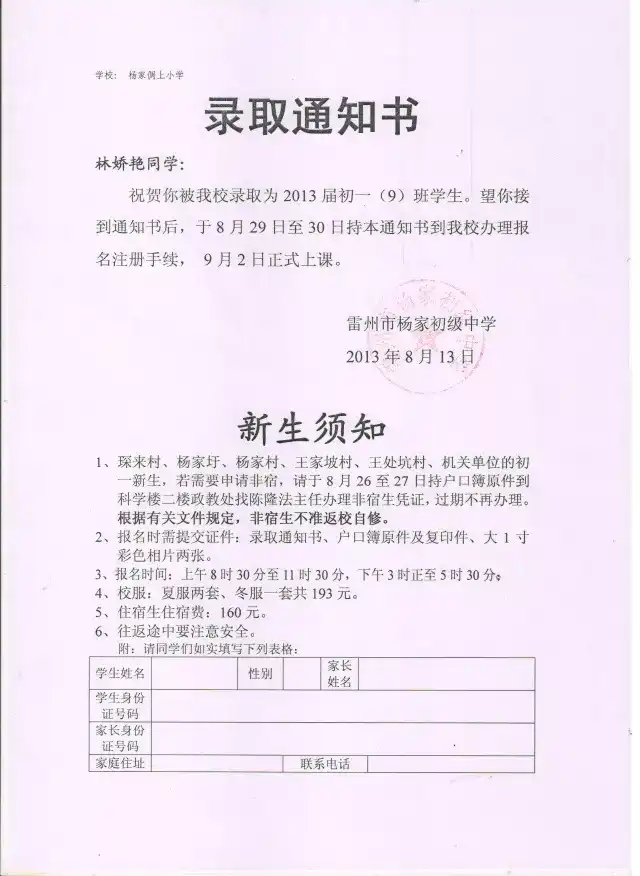 学校： 杨家侧上小学
录取通知书
林娇艳同学：
祝贺你被我校录取为 2013 届初一（9）班学生。望你接
到通知书后，于 8 月 29 日至 30 日持本通知书到我校办理报
名注册手续， 9 月 2 日正式上课。
雷州市杨家初级中学
2013 年 8 月 13 日
新生须知
1、琛来村、杨家圩、杨家村、王家坡村、王处坑村、机关单位的初
一新生，若需要申请非宿，请于 8 月 26 至 27 日持户口簿原件到
科学楼二楼政教处找陈隆法主任办理非宿生凭证，过期不再办理。
根据有关文件规定，非宿生不准返校自修。
2、报名时需提交证件：录取通知书、户口簿原件及复印件、大 1 寸
彩色相片两张。
3、报名时间：上午 8 时 30 分至 11 时 30 分，下午 3 时正至 5 时 30 分。
4、校服：夏服两套、冬服一套共 193 元。
5、住宿生住宿费：160 元。
6、往返途中要注意安全。
附：请同学们如实填写下列表格：
学生姓名 性别 家长
姓名
学生身份
证号码
家长身份
证号码
家庭住址 联系电话